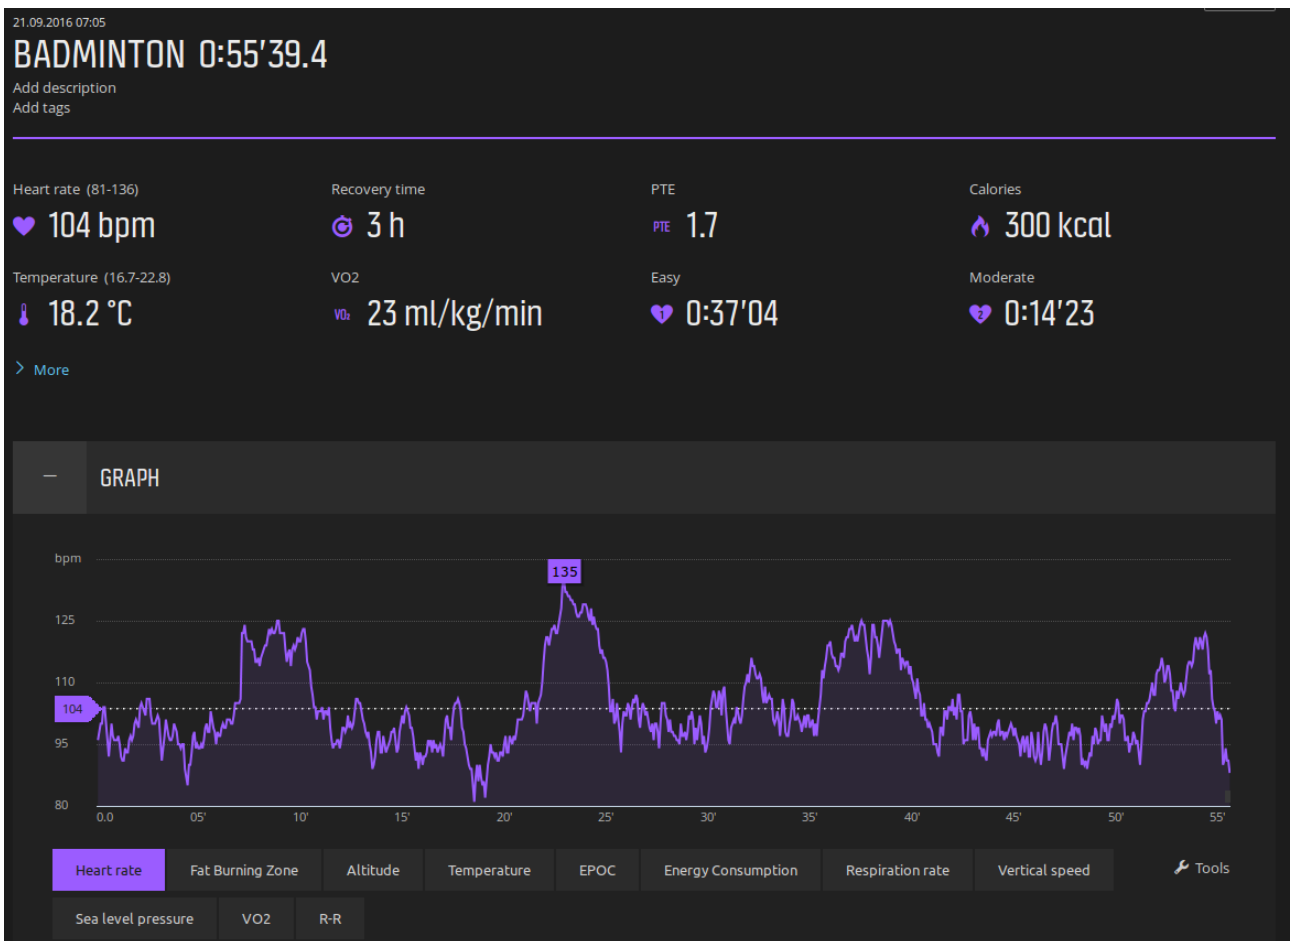 21.09.2016 07:05
BADMINTON 0:55'39.4
Add description
Add tags
Heart rate (81-136)
Recovery time
PTE
Calories
104 bpm
3 h
PTE 1.7
300 kcal
Temperature (16.7-22.8)
VO2
Easy
Moderate
18.2 °C
VO₂ 23 ml/kg/min
1 0:37'04
2 0:14'23
> More
— GRAPH
bpm
135
125
110
104
95
80
0.0 05' 10' 15' 20' 25' 30' 35' 40' 45' 50' 55'
Heart rate Fat Burning Zone Altitude Temperature EPOC Energy Consumption Respiration rate Vertical speed Tools
Sea level pressure VO2 R-R